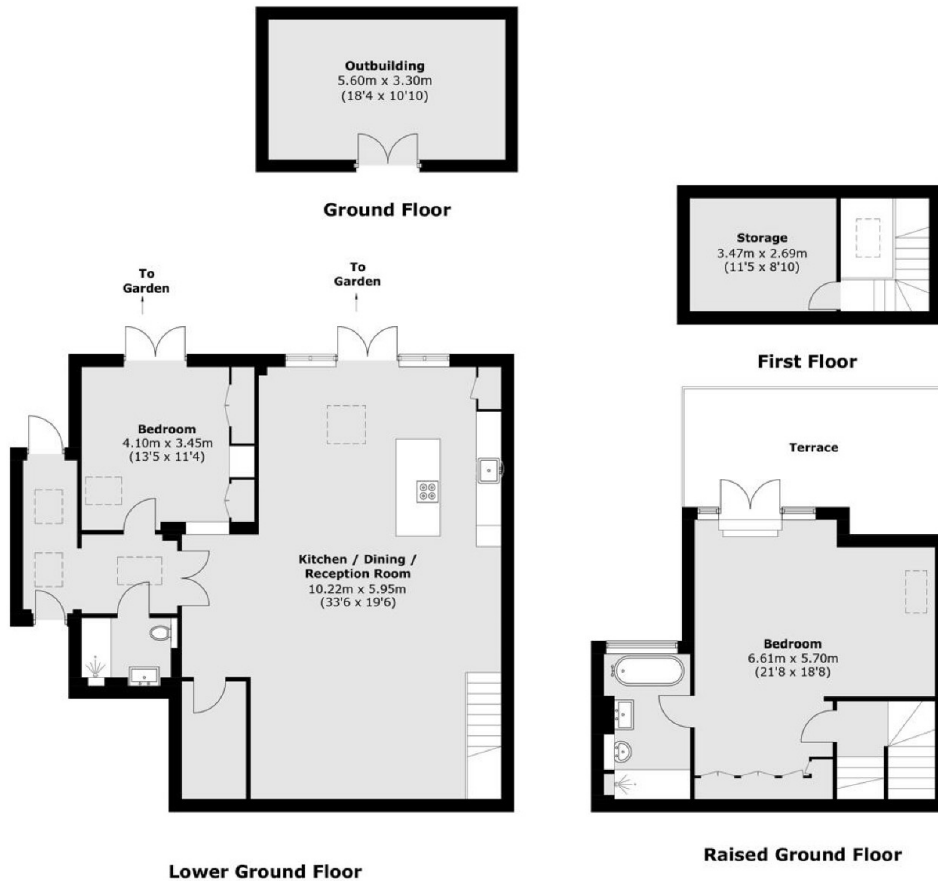 Outbuilding
5.60m x 3.30m
(18'4 x 10'10)
Ground Floor
Storage
3.47m x 2.69m
(11'5 x 8'10)
First Floor
To
Garden
To
Garden
Bedroom
4.10m x 3.45m
(13'5 x 11'4)
Kitchen / Dining /
Reception Room
10.22m x 5.95m
(33'6 x 19'6)
Lower Ground Floor
Terrace
Bedroom
6.61m x 5.70m
(21'8 x 18'8)
Raised Ground Floor